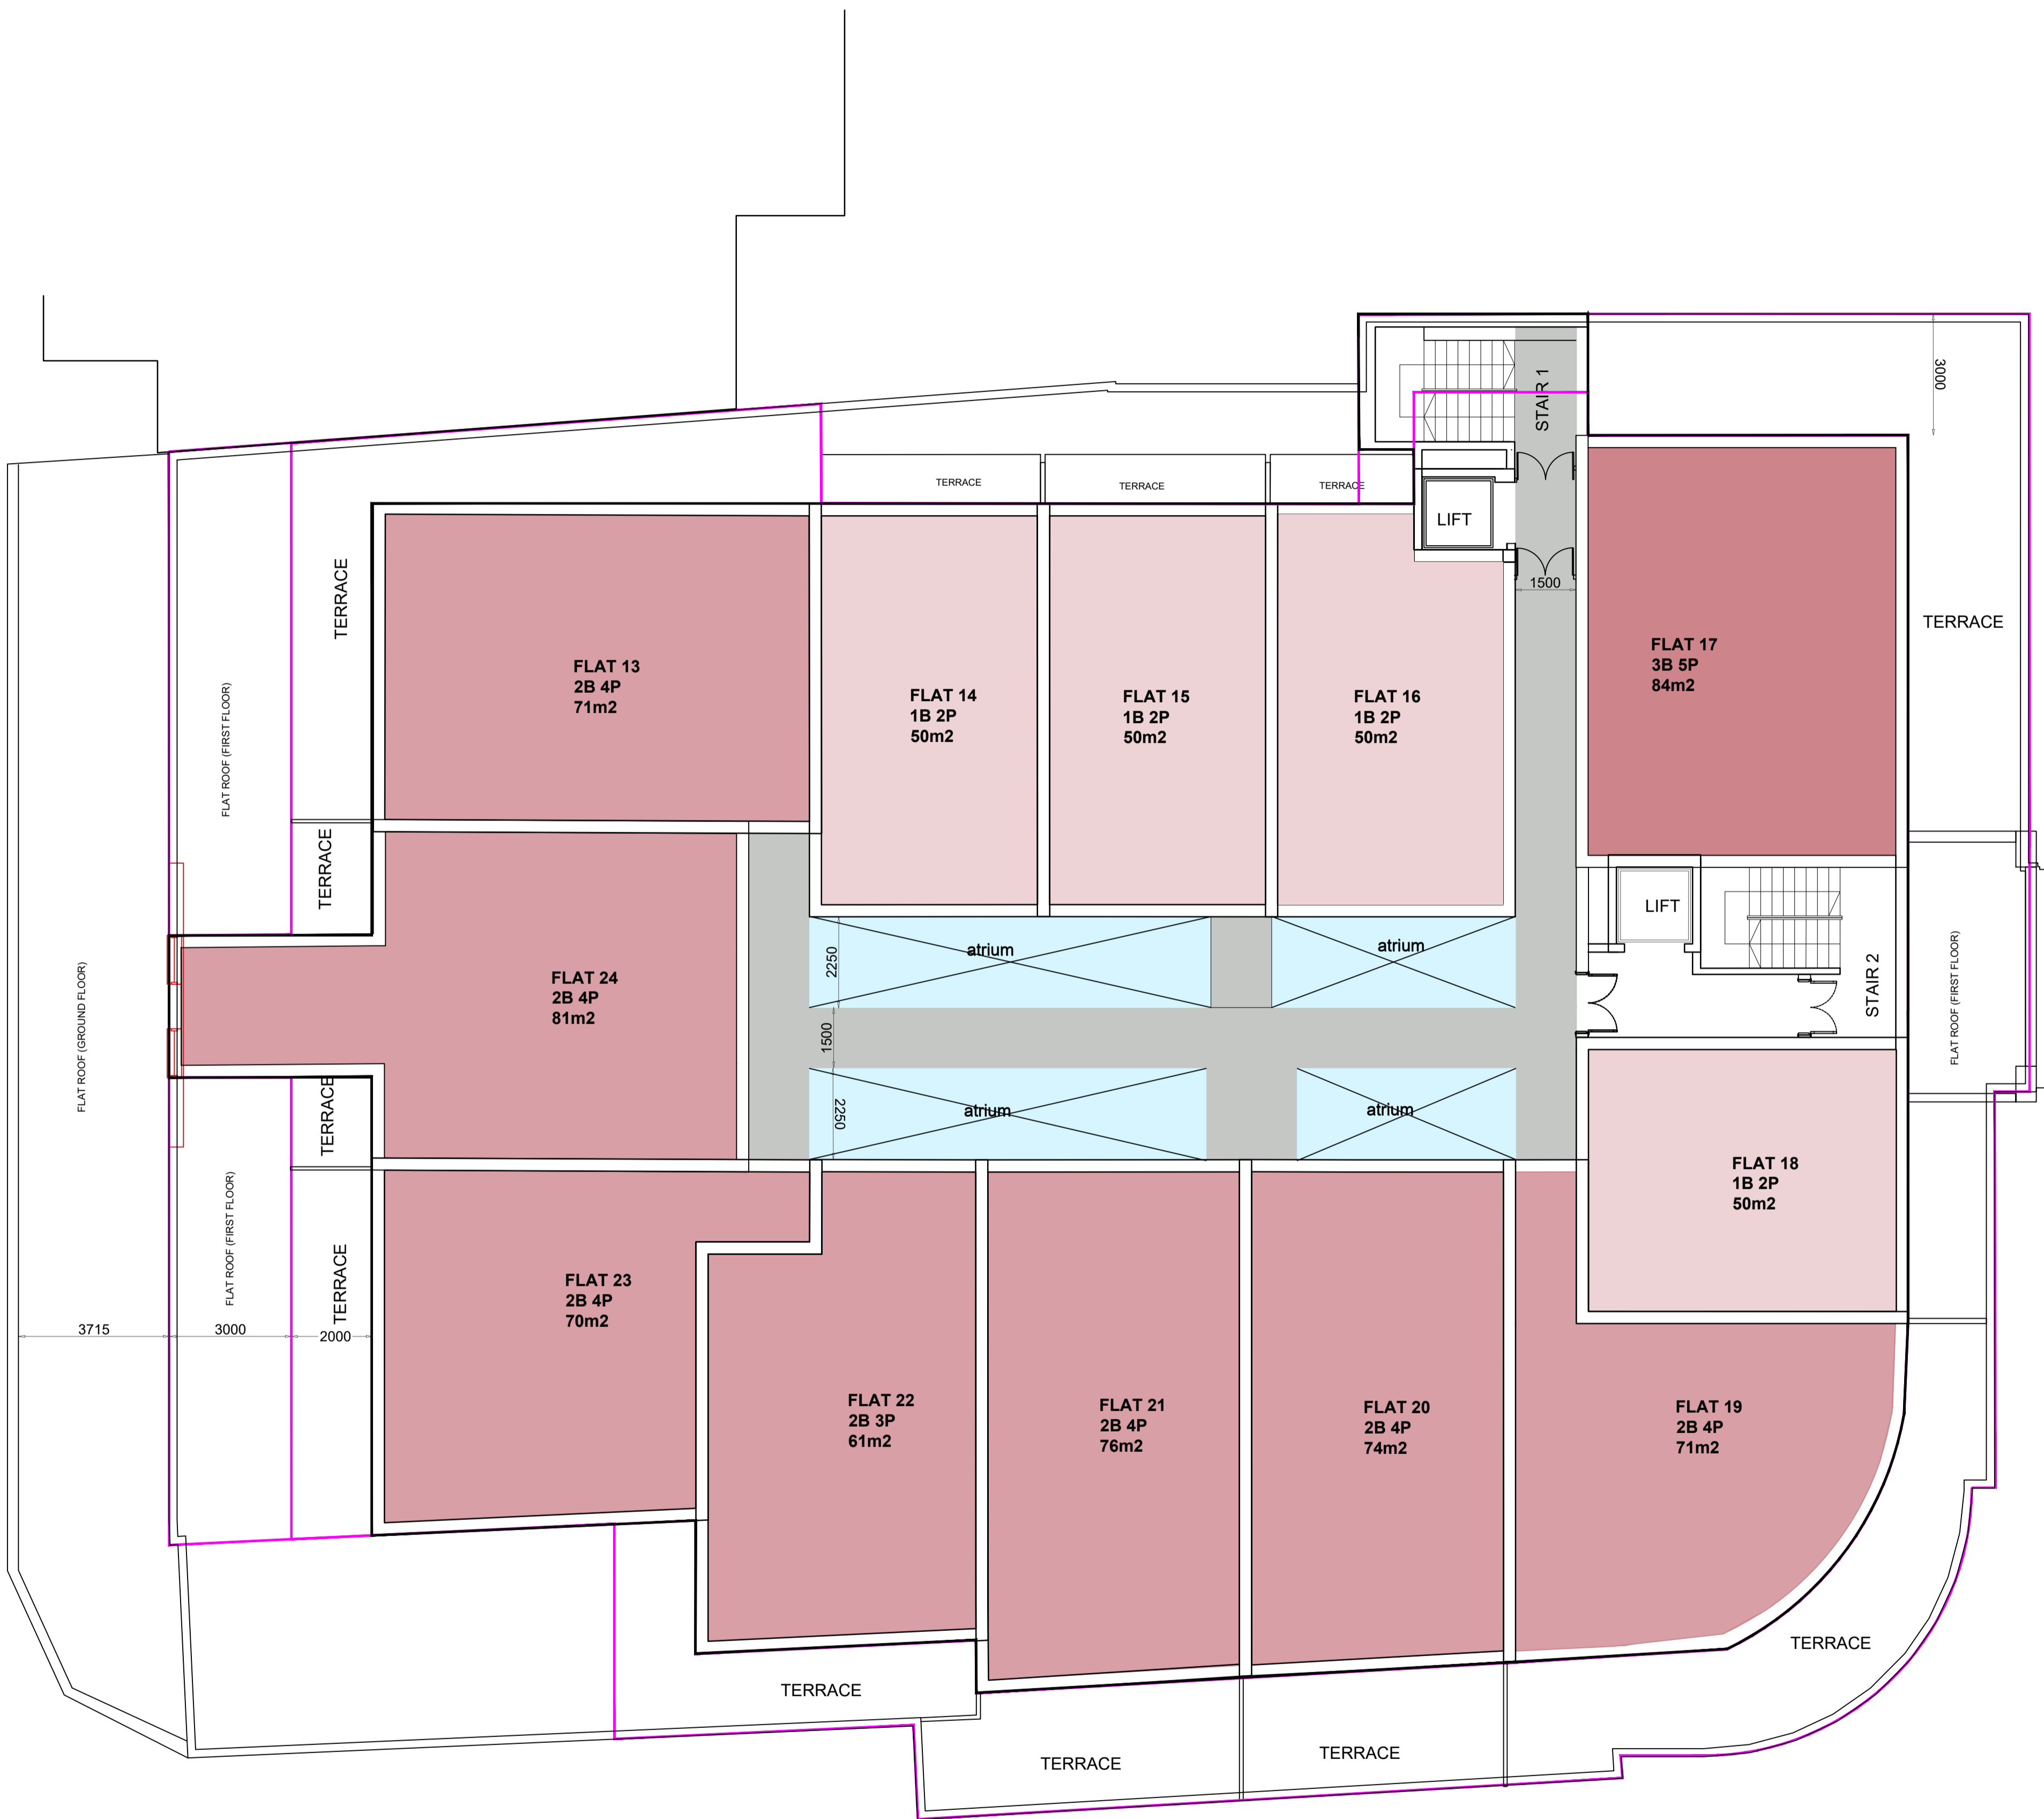 3000
STAIR 1
TERRACE
TERRACE
TERRACE
LIFT
1500
TERRACE
TERRACE
FLAT 13
2B 4P
71m2
FLAT 14
1B 2P
50m2
FLAT 15
1B 2P
50m2
FLAT 16
1B 2P
50m2
FLAT 17
3B 5P
84m2
FLAT ROOF (FIRST FLOOR)
TERRACE
LIFT
STAIR 2
FLAT ROOF (FIRST FLOOR)
atrium
atrium
2250
FLAT ROOF (GROUND FLOOR)
FLAT 24
2B 4P
81m2
1500
TERRACE
2250
atrium
atrium
FLAT 18
1B 2P
50m2
FLAT ROOF (FIRST FLOOR)
TERRACE
FLAT 23
2B 4P
70m2
3715
3000
2000
FLAT 22
2B 3P
61m2
FLAT 21
2B 4P
76m2
FLAT 20
2B 4P
74m2
FLAT 19
2B 4P
71m2
TERRACE
TERRACE
TERRACE
TERRACE